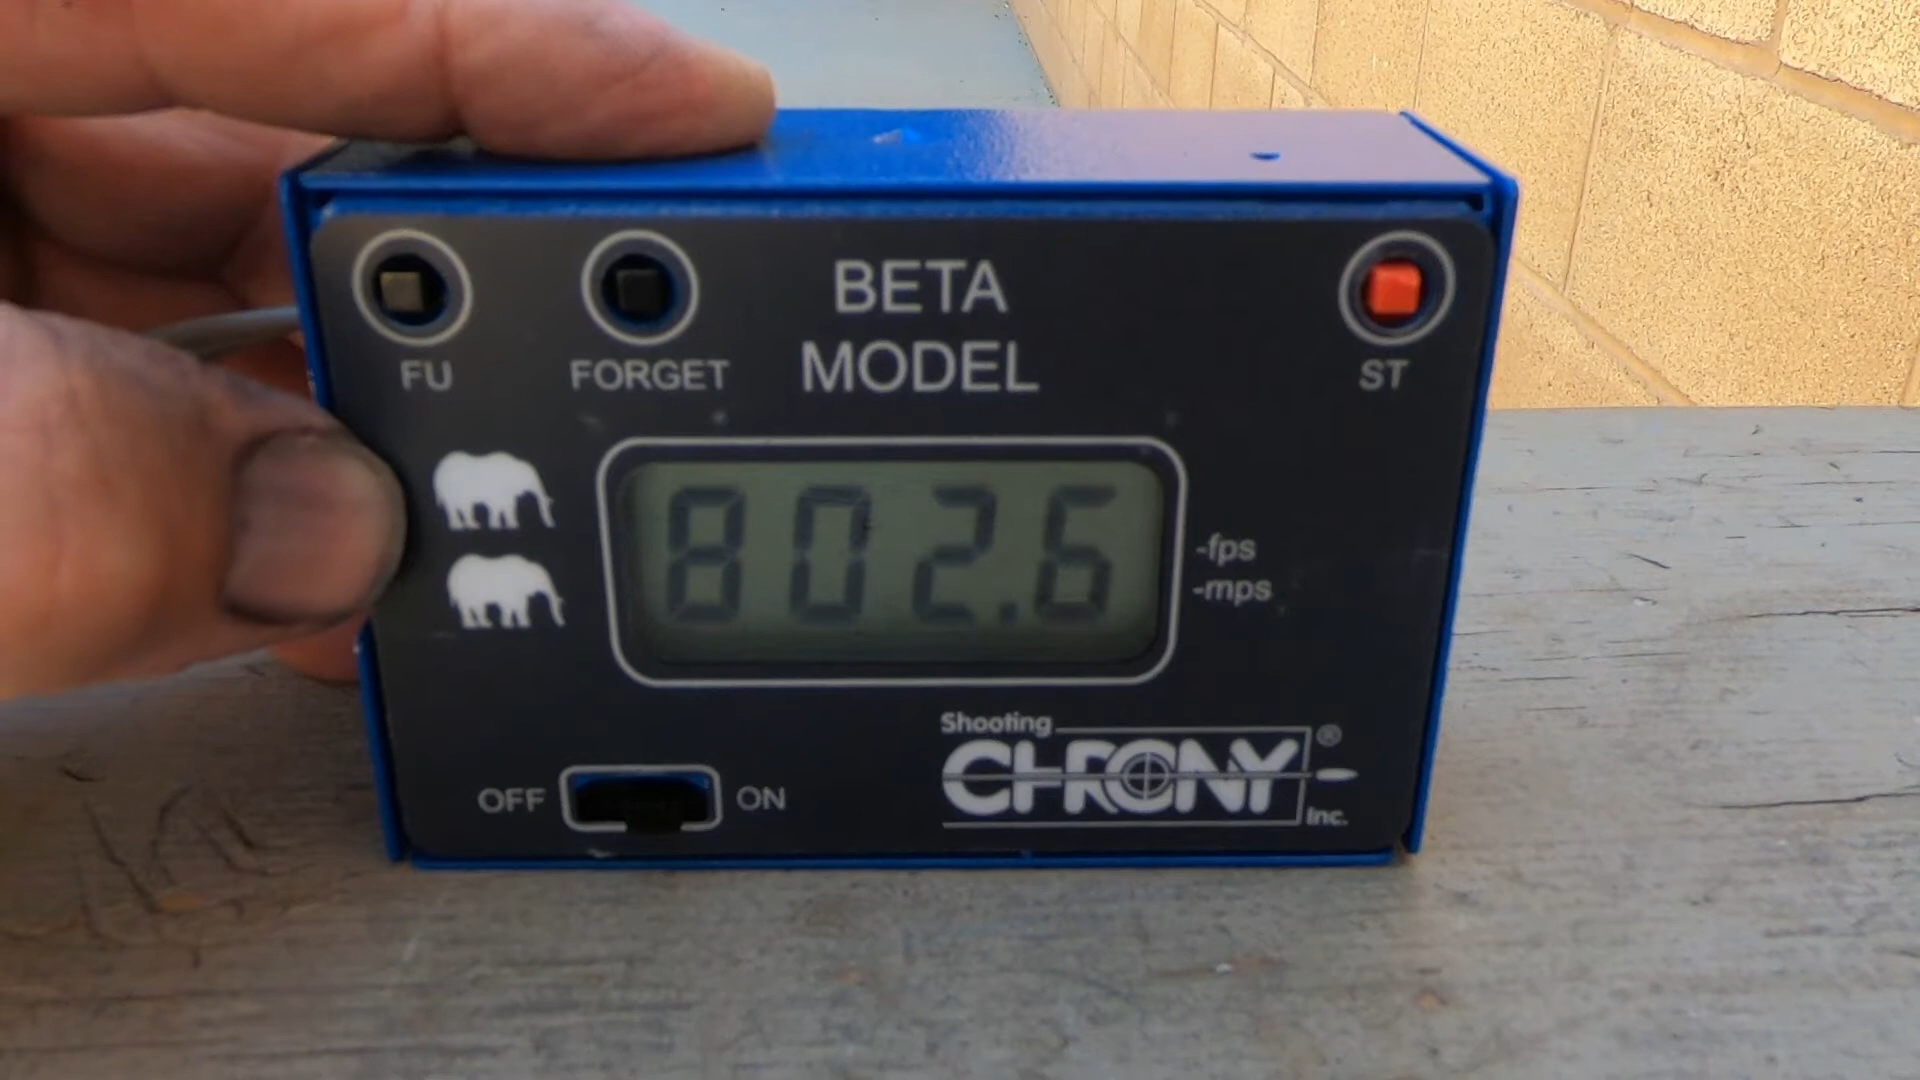 BETA
MODEL
FU
FORGET
ST
802.6
-fps
-mps
OFF
ON
Shooting
CHRONY®
Inc.